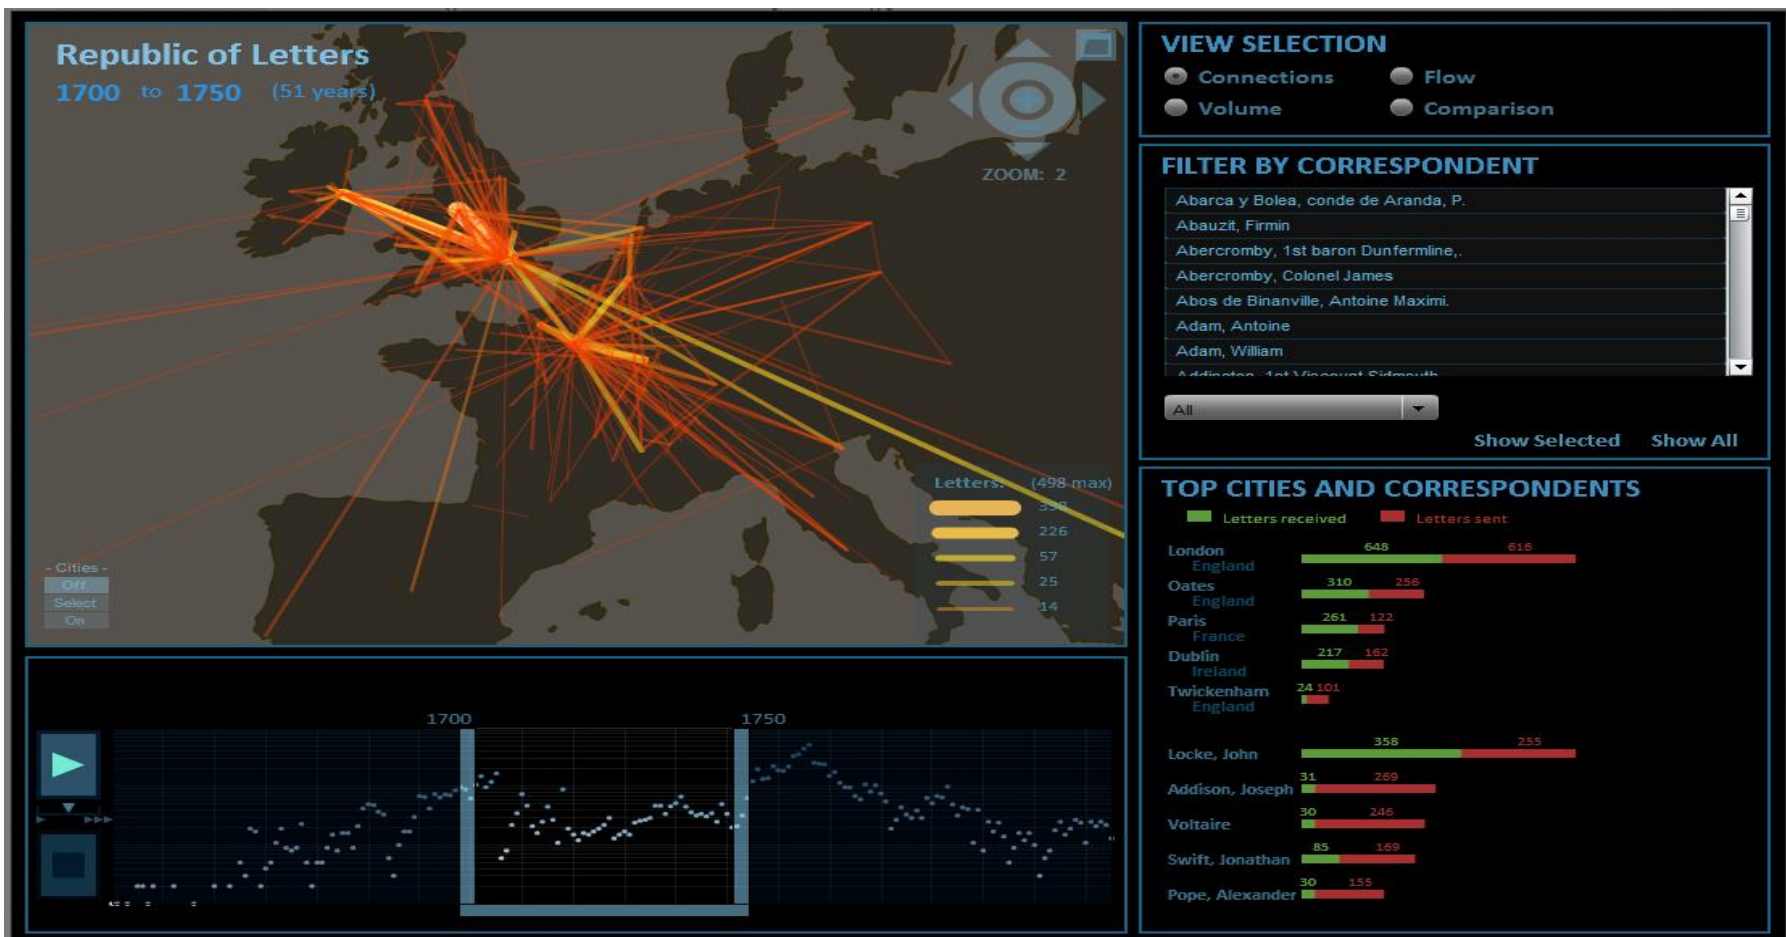 Republic of Letters
1700 to 1750 (51 years)
ZOOM: 2
Letters: (498 max)
398
226
57
25
14
- Cities -
Off
Select
On
1700 1750
VIEW SELECTION
Connections Flow
Volume Comparison
FILTER BY CORRESPONDENT
Abarca y Bolea, conde de Aranda, P.
Abauzit, Firmin
Abercromby, 1st baron Dunfermline,.
Abercromby, Colonel James
Abos de Binanville, Antoine Maximi.
Adam, Antoine
Adam, William
Addington, 1st Viscount Sidmouth
All
Show Selected Show All
TOP CITIES AND CORRESPONDENTS
Letters received Letters sent
London 648 616
England
Oates 310 256
England
Paris 261 122
France
Dublin 217 162
Ireland
Twickenham 24 101
England
Locke, John 358 255
Addison, Joseph 31 269
Voltaire 30 246
Swift, Jonathan 85 169
Pope, Alexander 30 155